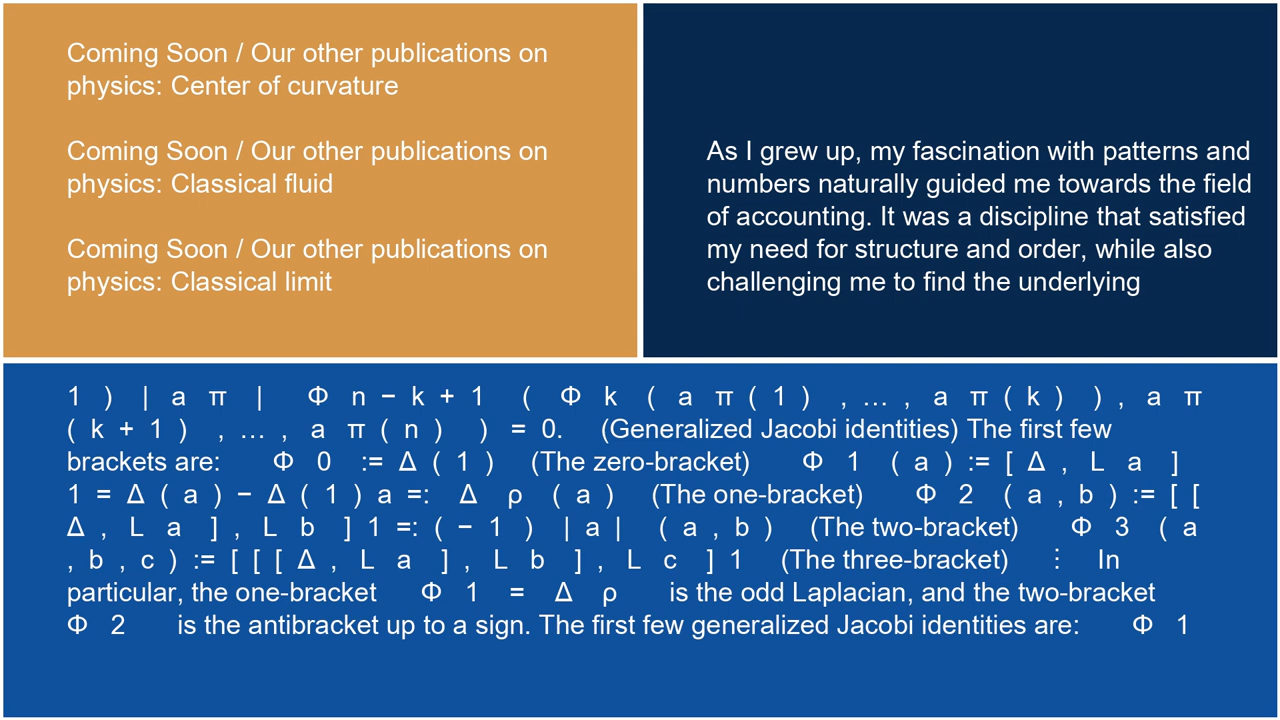 Coming Soon / Our other publications on
physics: Center of curvature
Coming Soon / Our other publications on
physics: Classical fluid
Coming Soon / Our other publications on
physics: Classical limit
As I grew up, my fascination with patterns and
numbers naturally guided me towards the field
of accounting. It was a discipline that satisfied
my need for structure and order, while also
challenging me to find the underlying
1 ) | a π | Φ n − k + 1 ( Φ k ( a π ( 1 ) , … , a π ( k ) ) , a π
( k + 1 ) , … , a π ( n ) ) = 0. (Generalized Jacobi identities) The first few
brackets are: Φ 0 := Δ ( 1 ) (The zero-bracket) Φ 1 ( a ) := [ Δ , L a ]
1 = Δ ( a ) − Δ ( 1 ) a =: Δ ρ ( a ) (The one-bracket) Φ 2 ( a , b ) := [ [
Δ , L a ] , L b ] 1 =: ( − 1 ) | a | ( a , b ) (The two-bracket) Φ 3 ( a
, b , c ) := [ [ [ Δ , L a ] , L b ] , L c ] 1 (The three-bracket) ⋮ In
particular, the one-bracket Φ 1 = Δ ρ is the odd Laplacian, and the two-bracket
Φ 2 is the antibracket up to a sign. The first few generalized Jacobi identities are: Φ 1